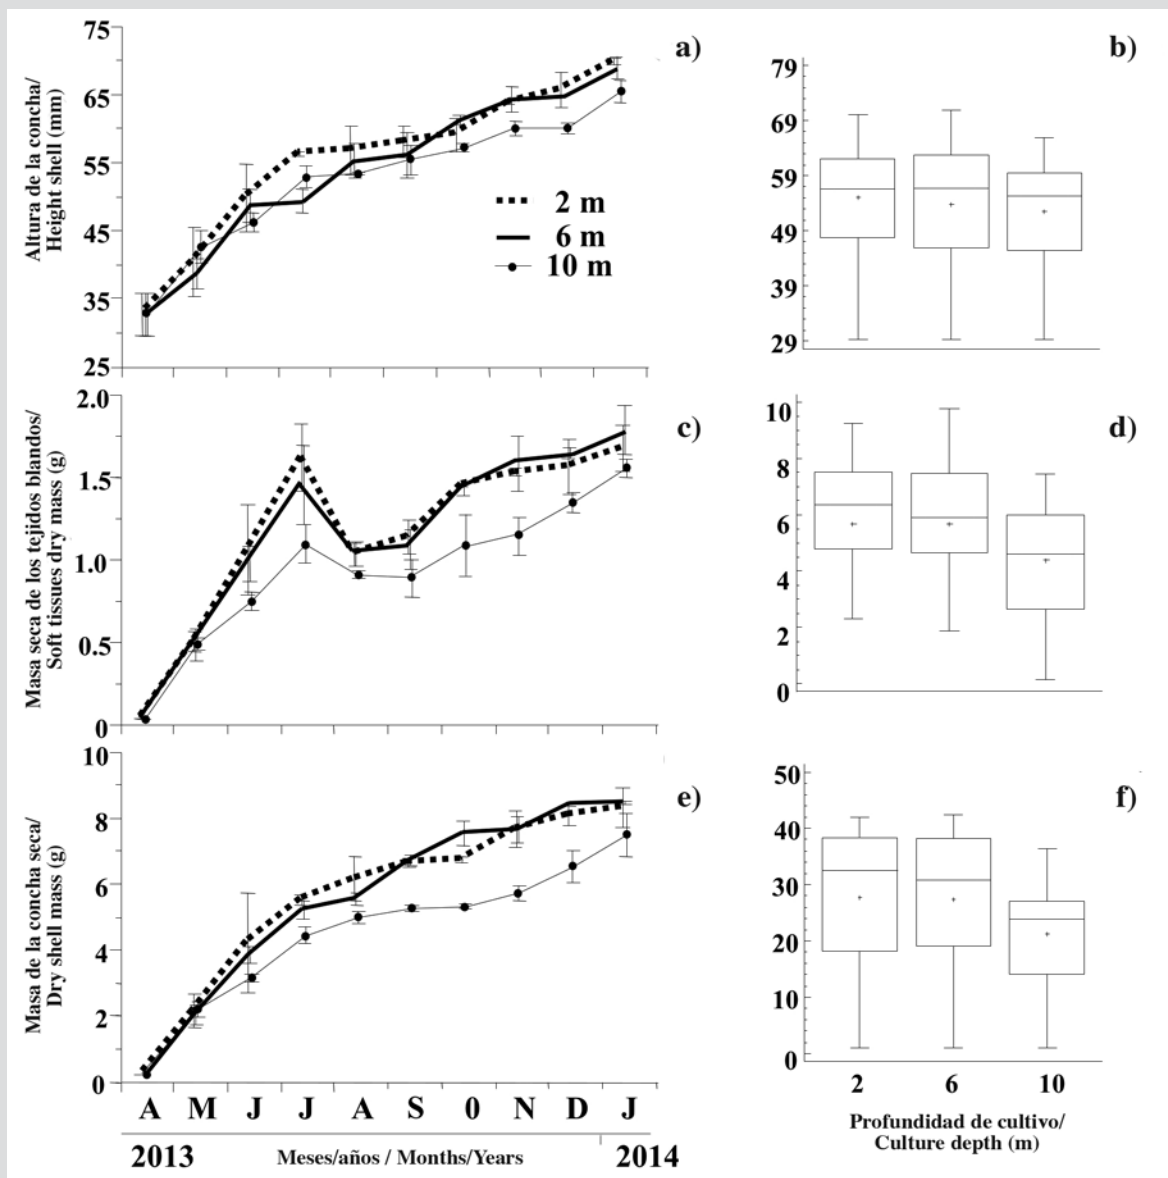 a)
75
65
55
45
35
25
Altura de la concha/
Height shell (mm)
2 m
6 m
10 m
b)
79
69
59
49
39
29
c)
2.0
1.5
1.0
0.5
0
Masa seca de los tejidos blandos/
Soft tissues dry mass (g)
d)
10
8
6
4
2
0
e)
10
8
6
4
2
0
Masa de la concha seca/
Dry shell mass (g)
A M J J A S 0 N D J
2013 Meses/años / Months/Years 2014
f)
50
40
30
20
10
0
2 6 10
Profundidad de cultivo/
Culture depth (m)